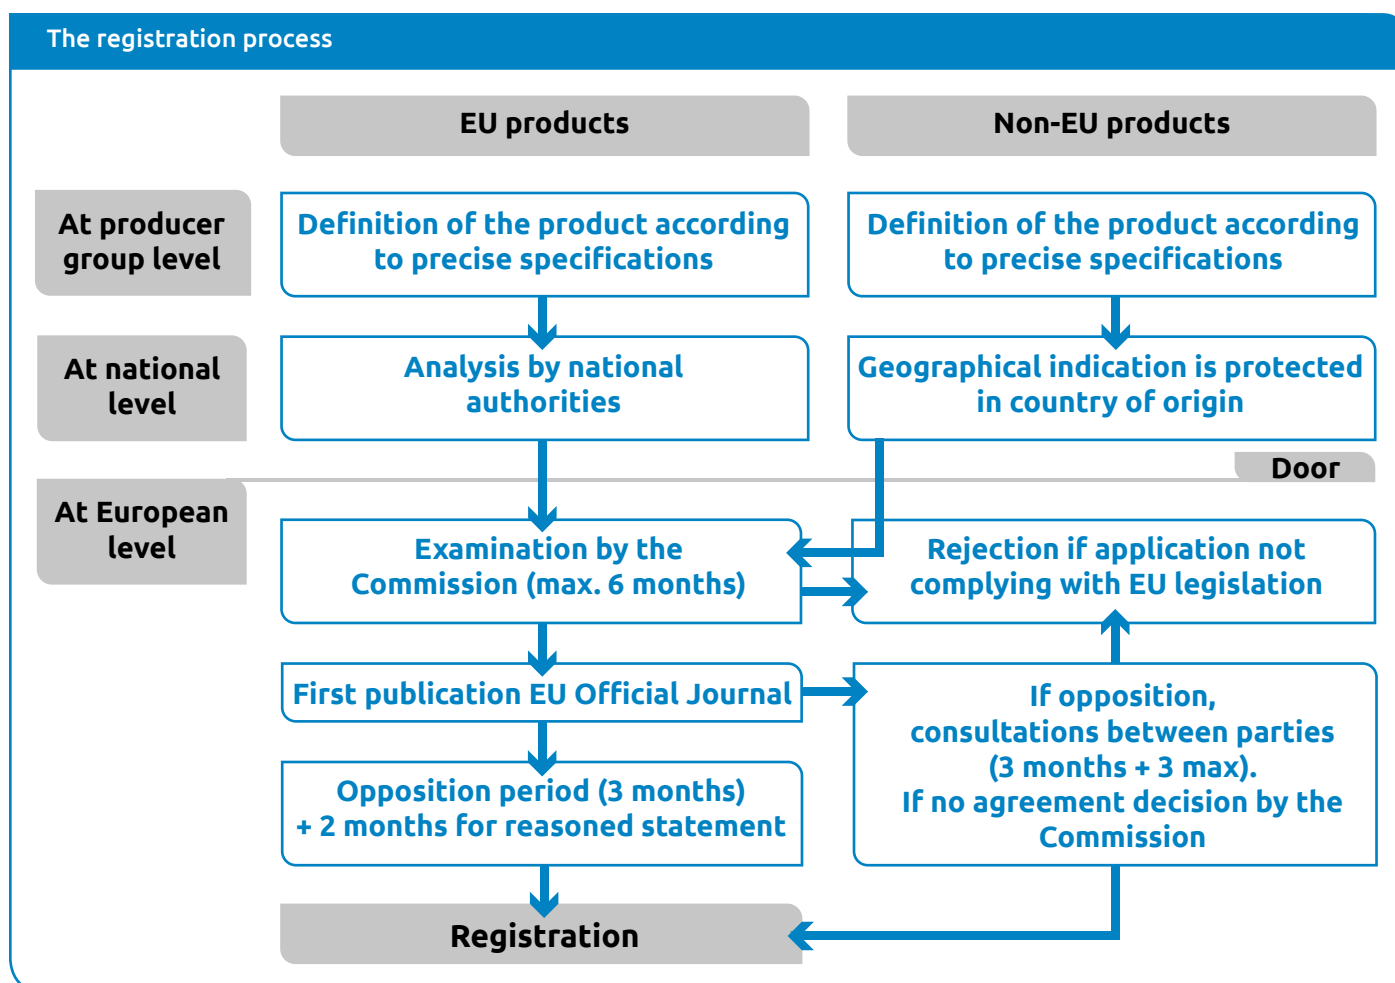 The registration process
EU products
Non-EU products
At producer
group level
Definition of the product according
to precise specifications
Definition of the product according
to precise specifications
At national
level
Analysis by national
authorities
Geographical indication is protected
in country of origin
Door
At European
level
Examination by the
Commission (max. 6 months)
Rejection if application not
complying with EU legislation
First publication EU Official Journal
If opposition,
consultations between parties
(3 months + 3 max).
If no agreement decision by the
Commission
Opposition period (3 months)
+ 2 months for reasoned statement
Registration